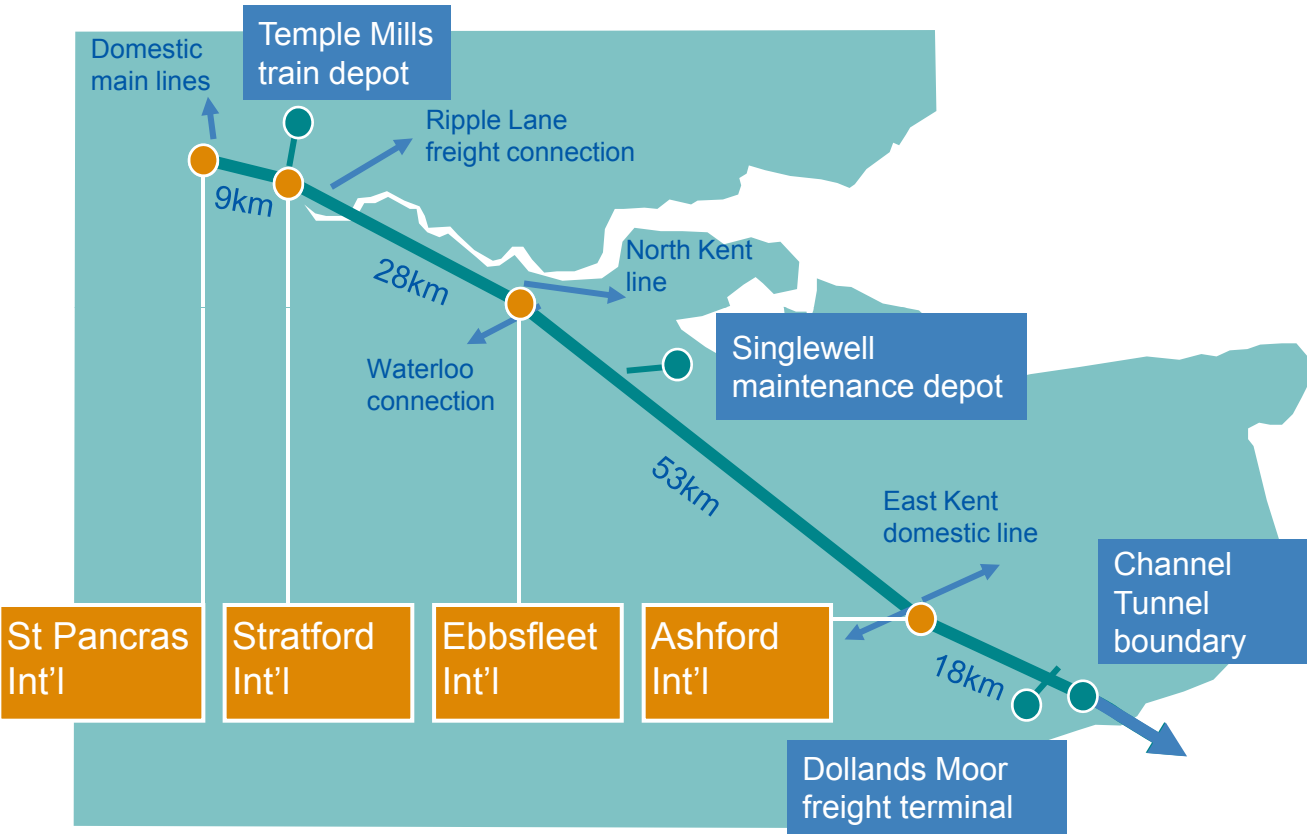 Temple Mills
train depot
Domestic
main lines
Ripple Lane
freight connection
9km
28km
North Kent
line
Waterloo
connection
Singlewell
maintenance depot
53km
East Kent
domestic line
Channel
Tunnel
boundary
St Pancras
Int'l
Stratford
Int'l
Ebbsfleet
Int'l
Ashford
Int'l
18km
Dollands Moor
freight terminal